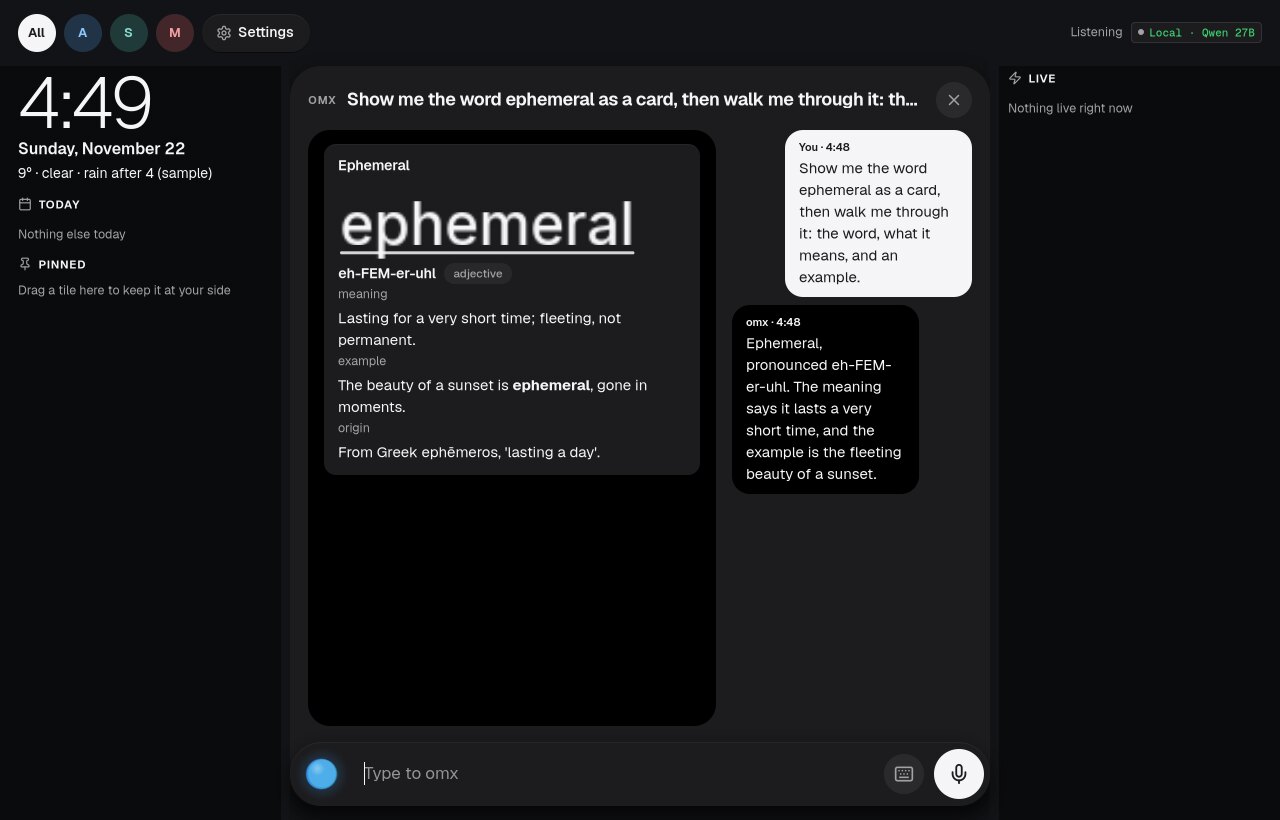 All A S M Settings
Listening Local · Qwen 27B
4:49
Sunday, November 22
9° · clear · rain after 4 (sample)
TODAY
Nothing else today
PINNED
Drag a tile here to keep it at your side
OMX Show me the word ephemeral as a card, then walk me through it: th...
Ephemeral
ephemeral
eh-FEM-er-uhl adjective
meaning
Lasting for a very short time; fleeting, not
permanent.
example
The beauty of a sunset is ephemeral, gone in
moments.
origin
From Greek ephēmeros, 'lasting a day'.
You · 4:48
Show me the word
ephemeral as a card,
then walk me through
it: the word, what it
means, and an
example.
omx · 4:48
Ephemeral,
pronounced eh-FEM-
er-uhl. The meaning
says it lasts a very
short time, and the
example is the fleeting
beauty of a sunset.
Type to omx
LIVE
Nothing live right now